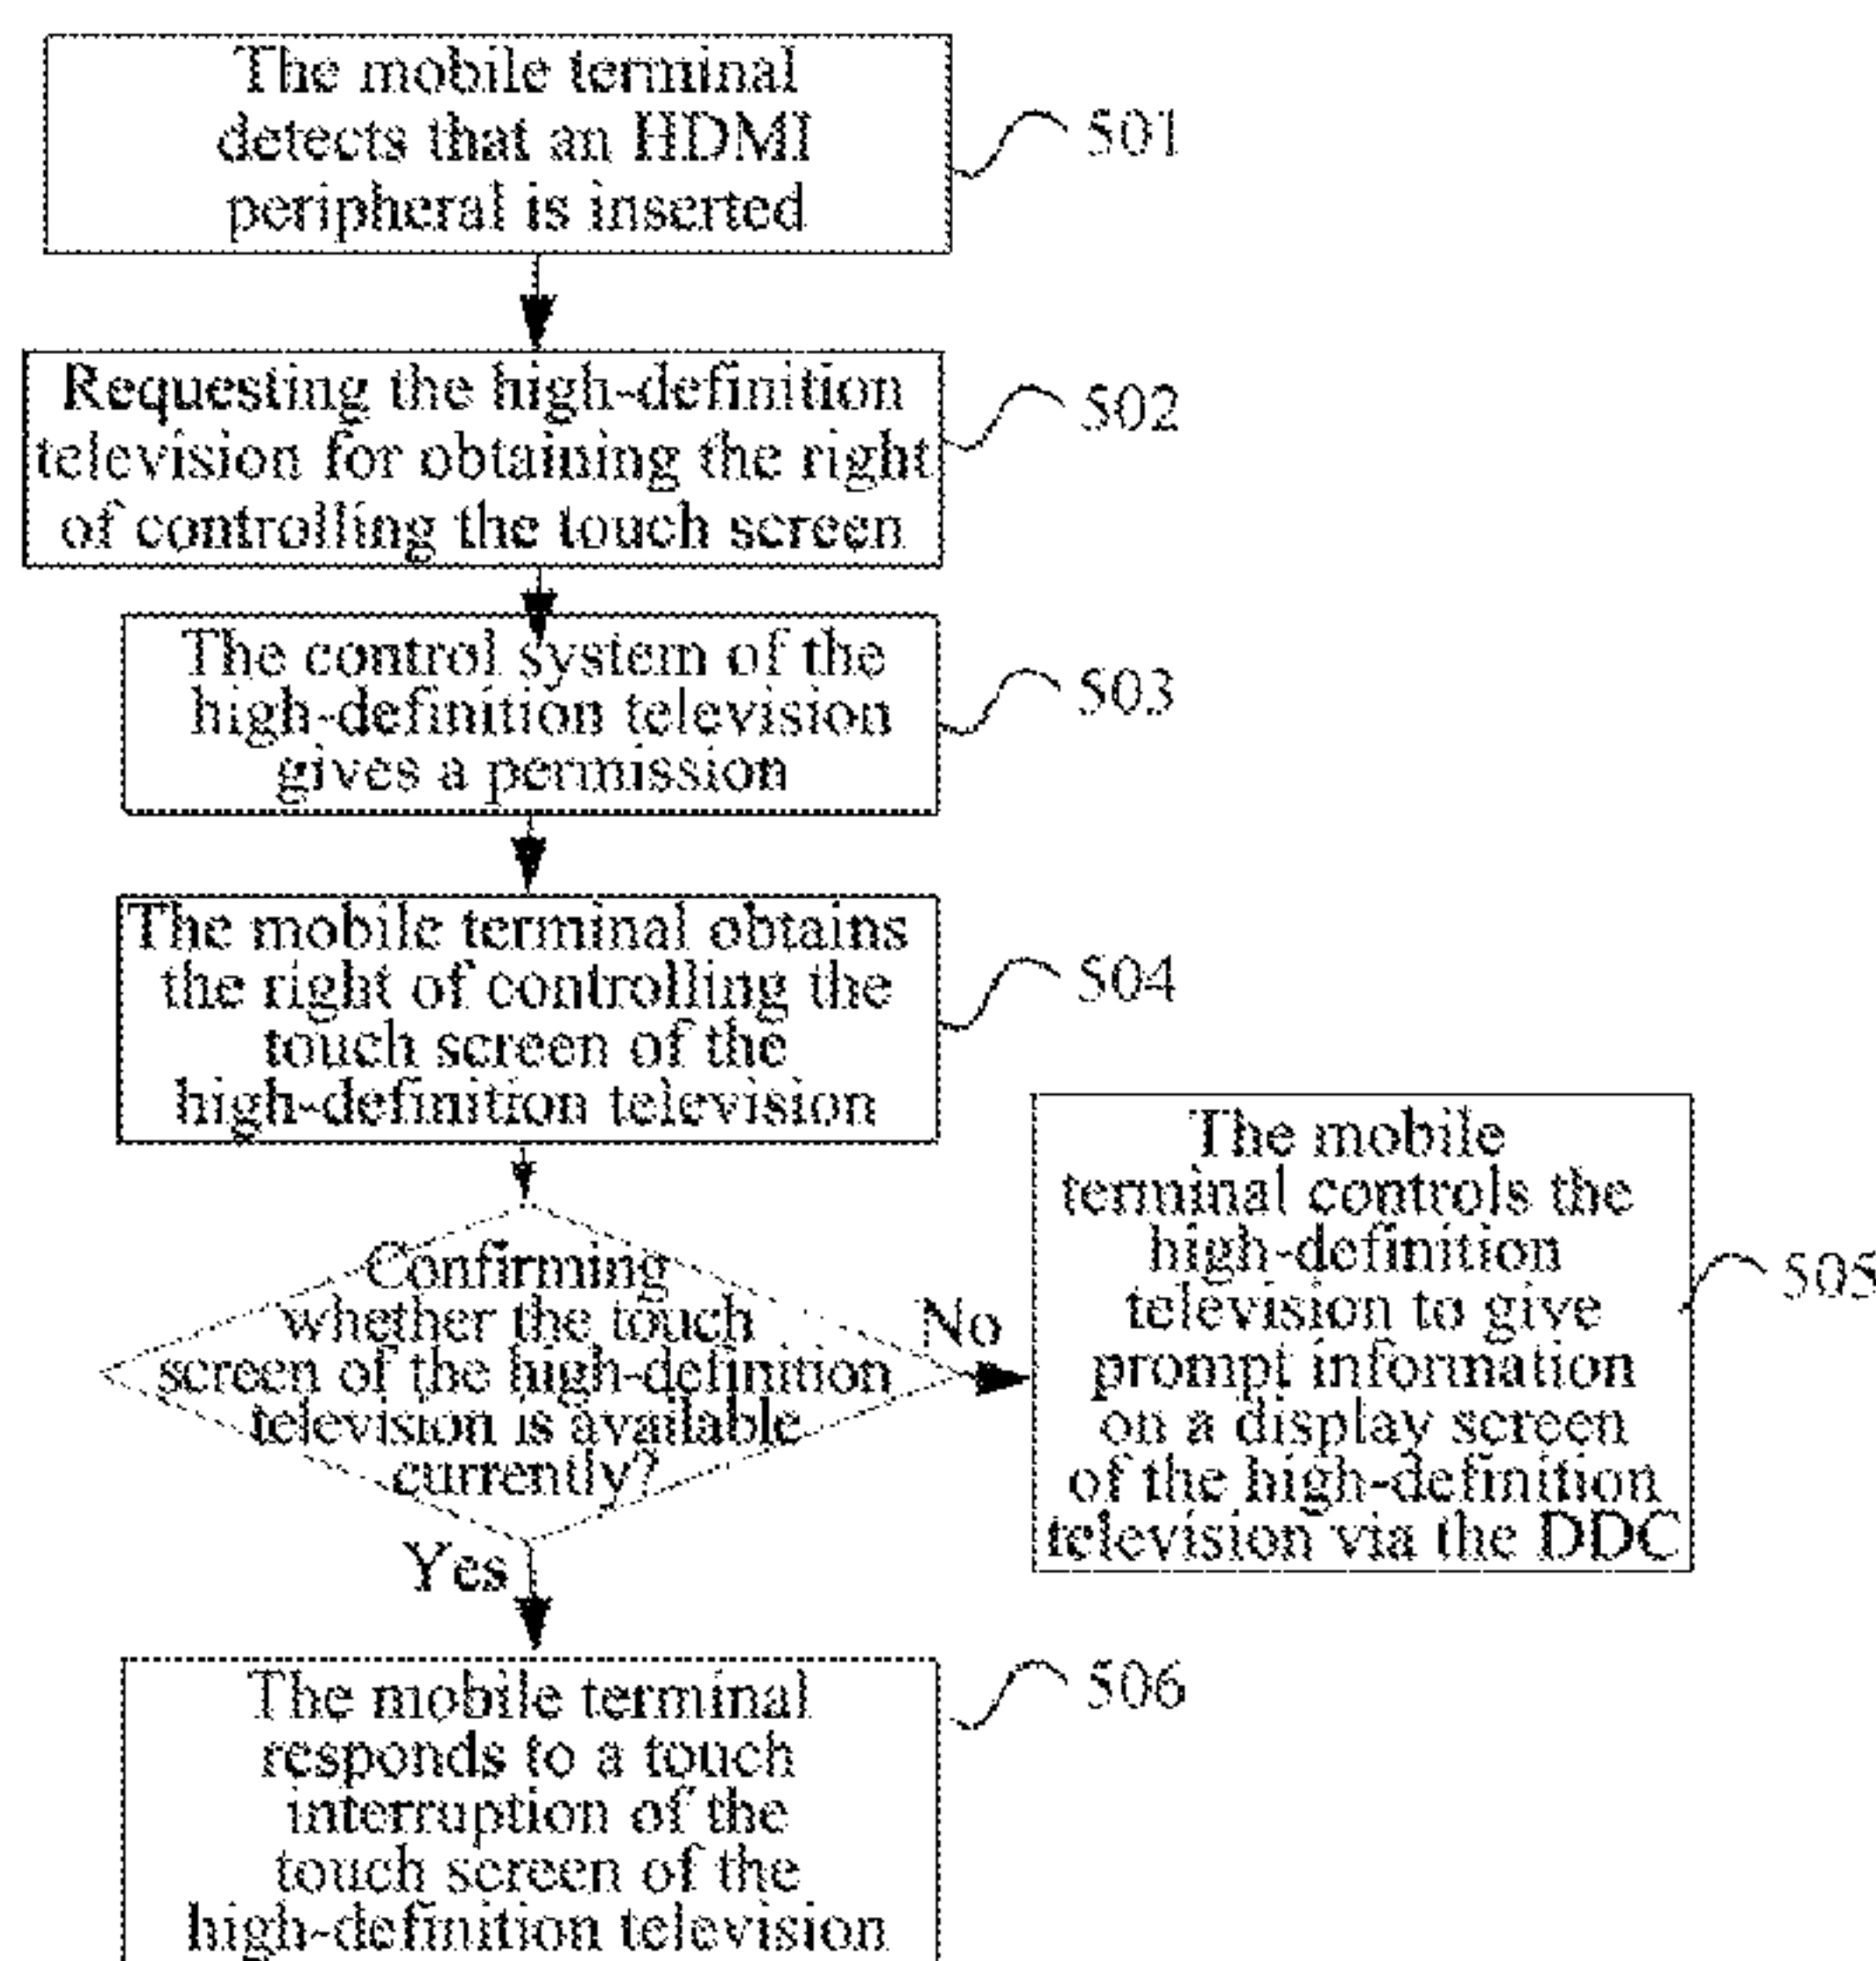 The mobile terminal
detects that an HDMI
peripheral is inserted
501
Requesting the high-definition
television for obtaining the right
of controlling the touch screen
502
The control system of the
high-definition television
gives a permission
503
The mobile terminal obtains
the right of controlling the
touch screen of the
high-definition television
504
Confirming
whether the touch
screen of the high-definition
television is available
currently?
No
The mobile
terminal controls the
high-definition
television to give
prompt information
on a display screen
of the high-definition
television via the DDC
505
Yes
The mobile terminal
responds to a touch
interruption of the
touch screen of the
high-definition television
506